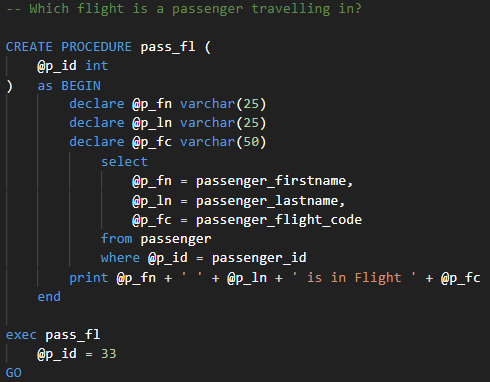 -- Which flight is a passenger travelling in?
CREATE PROCEDURE pass_fl (
@p_id int
) as BEGIN
declare @p_fn varchar(25)
declare @p_ln varchar(25)
declare @p_fc varchar(50)
select
@p_fn = passenger_firstname,
@p_ln = passenger_lastname,
@p_fc = passenger_flight_code
from passenger
where @p_id = passenger_id
print @p_fn + ' ' + @p_ln + ' is in Flight ' + @p_fc
end
exec pass_fl
@p_id = 33
GO